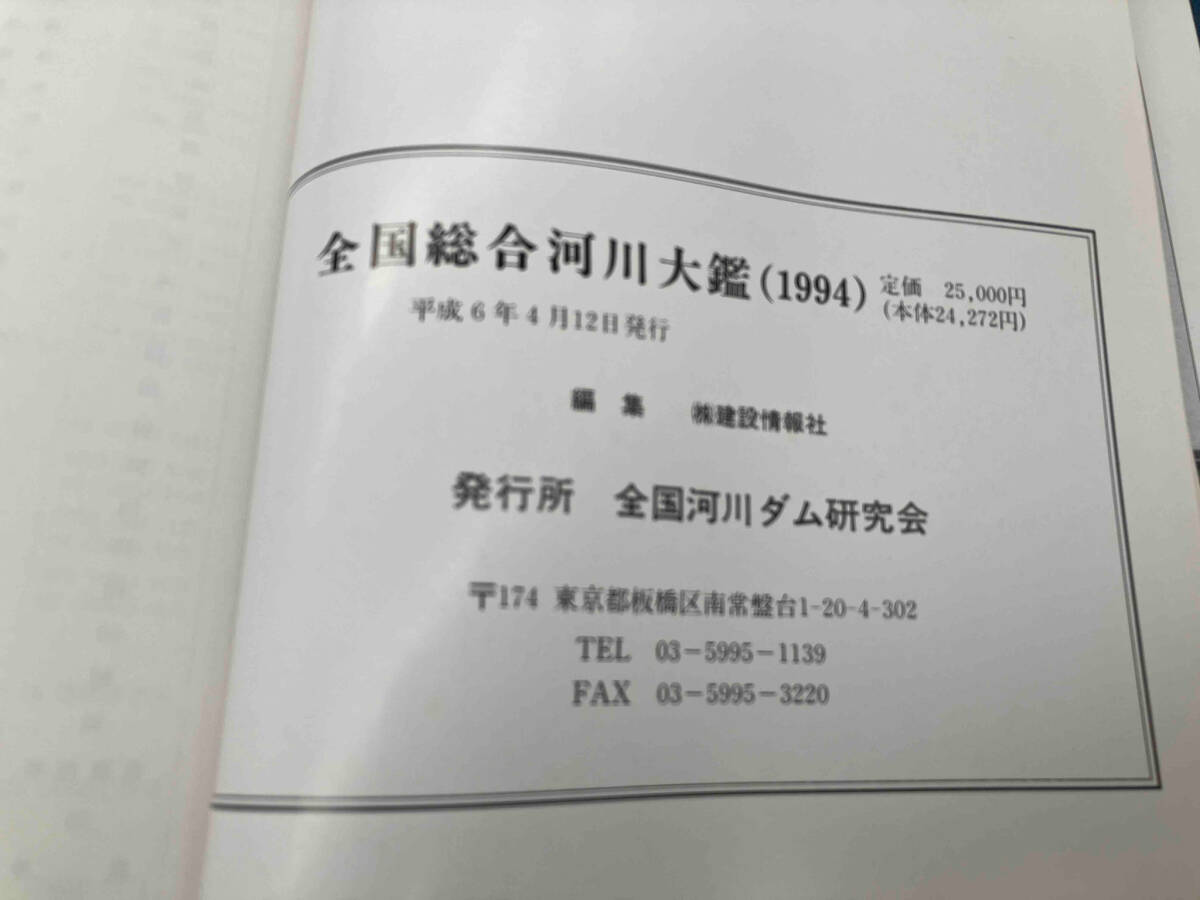 全国総合河川大鑑(1994) 定価 25,000円
(本体24,272円)
平成6年4月12日発行
編集 ㈱建設情報社
発行所 全国河川ダム研究会
〒174 東京都板橋区南常盤台1-20-4-302
TEL 03-5995-1139
FAX 03-5995-3220